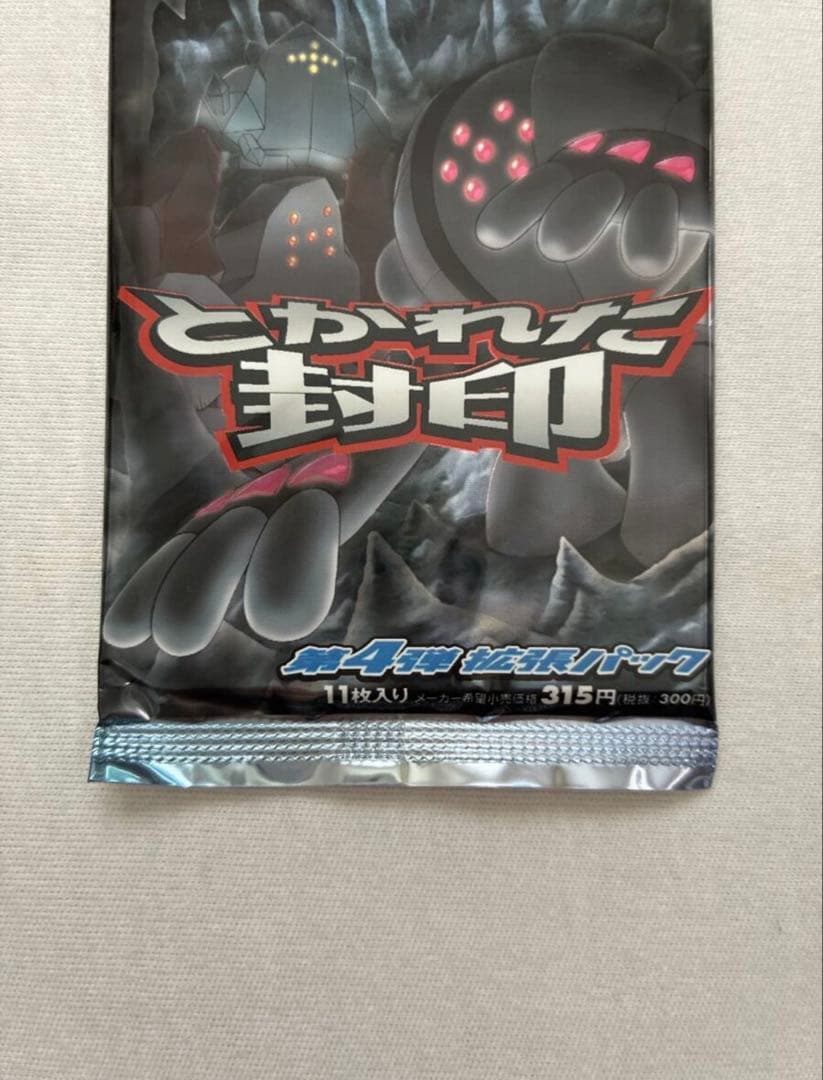 とかれた
封印
第4弾 拡張パック
11枚入り メーカー希望小売価格 315円(税抜:300円)